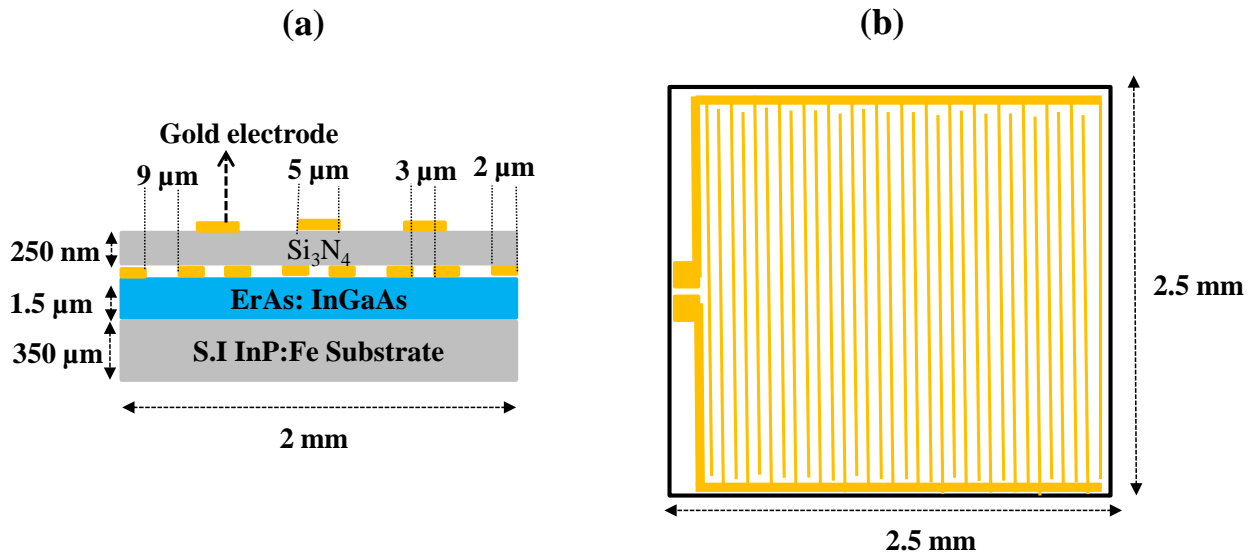 (a)
(b)
Gold electrode
9 µm
5 µm
3 µm
2 µm
250 nm
Si₃N₄
1.5 µm
ErAs: InGaAs
350 µm
S.I InP:Fe Substrate
2 mm
2.5 mm
2.5 mm